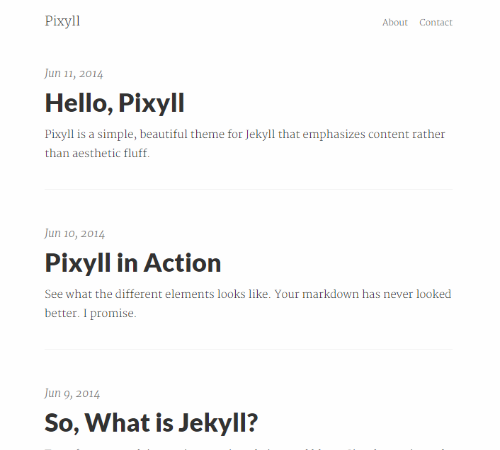 Pixyll
About Contact
Jun 11, 2014
Hello, Pixyll
Pixyll is a simple, beautiful theme for Jekyll that emphasizes content rather
than aesthetic fluff.
Jun 10, 2014
Pixyll in Action
See what the different elements looks like. Your markdown has never looked
better. I promise.
Jun 9, 2014
So, What is Jekyll?